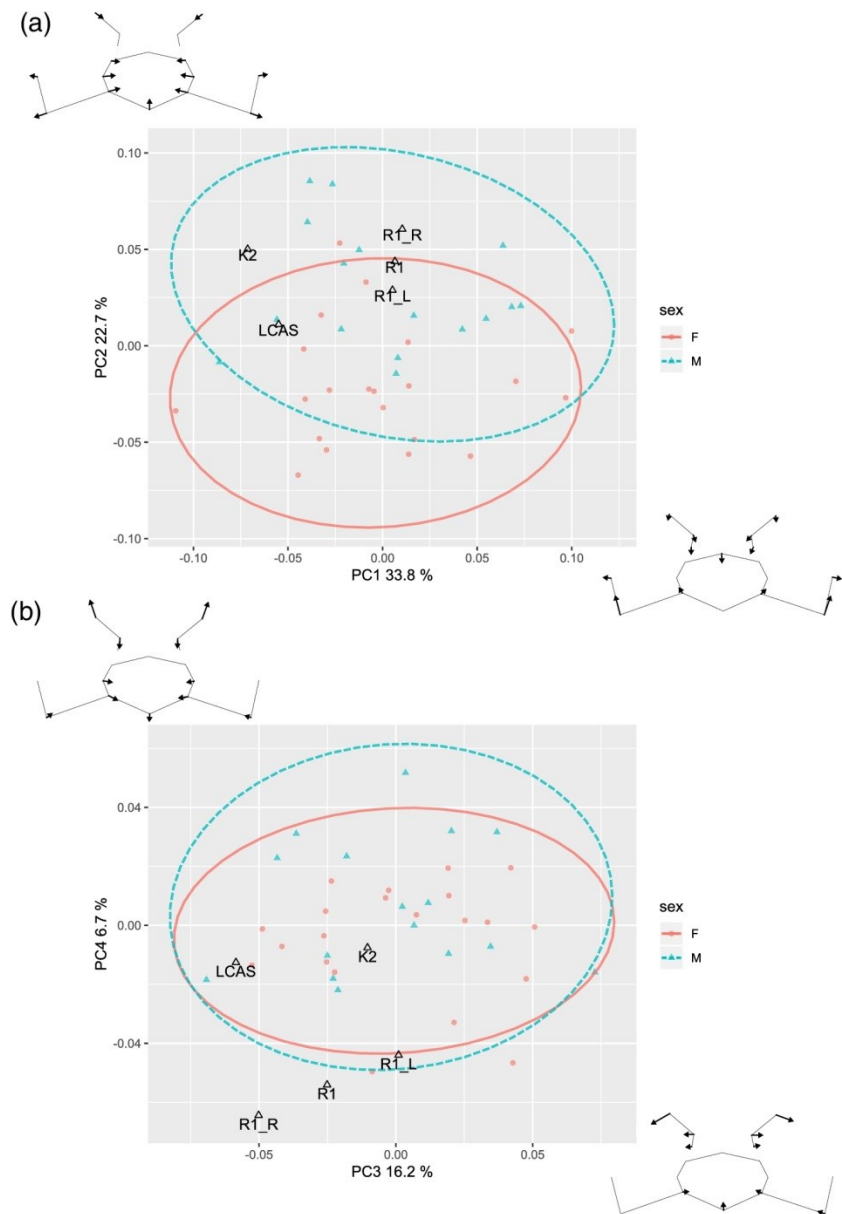 (a)
0.10
0.05
0.00
-0.05
-0.10
PC2 22.7 %
R1_R
K2
R1
R1_L
LCAS
sex
F
M
-0.10 -0.05 0.00 0.05 0.10
PC1 33.8 %
(b)
0.04
0.00
-0.04
PC4 6.7 %
K2
LCAS
R1_L
R1
R1_R
sex
F
M
-0.05 0.00 0.05
PC3 16.2 %